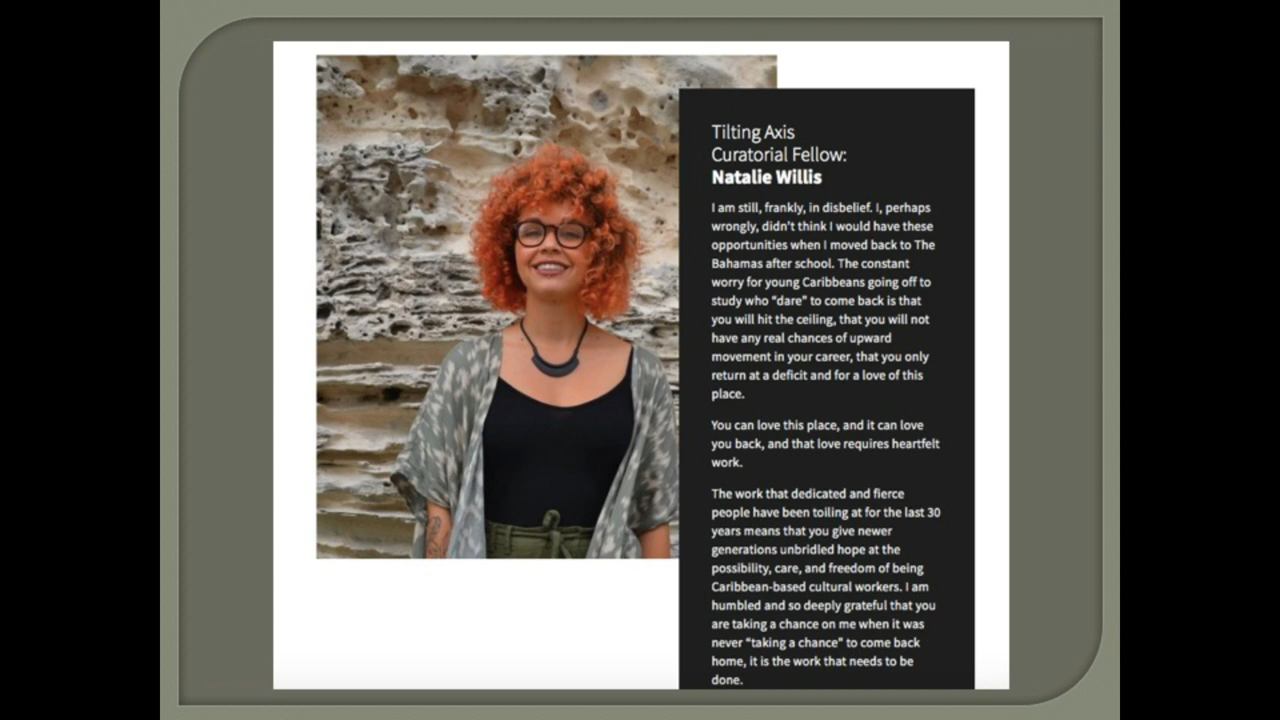 Tilting Axis
Curatorial Fellow:
Natalie Willis
I am still, frankly, in disbelief. I, perhaps
wrongly, didn't think I would have these
opportunities when I moved back to The
Bahamas after school. The constant
worry for young Caribbeans going off to
study who “dare” to come back is that
you will hit the ceiling, that you will not
have any real chances of upward
movement in your career, that you only
return at a deficit and for a love of this
place.
You can love this place, and it can love
you back, and that love requires heartfelt
work.
The work that dedicated and fierce
people have been toiling at for the last 30
years means that you give newer
generations unbridled hope at the
possibility, care, and freedom of being
Caribbean-based cultural workers. I am
humbled and so deeply grateful that you
are taking a chance on me when it was
never “taking a chance” to come back
home, it is the work that needs to be
done.